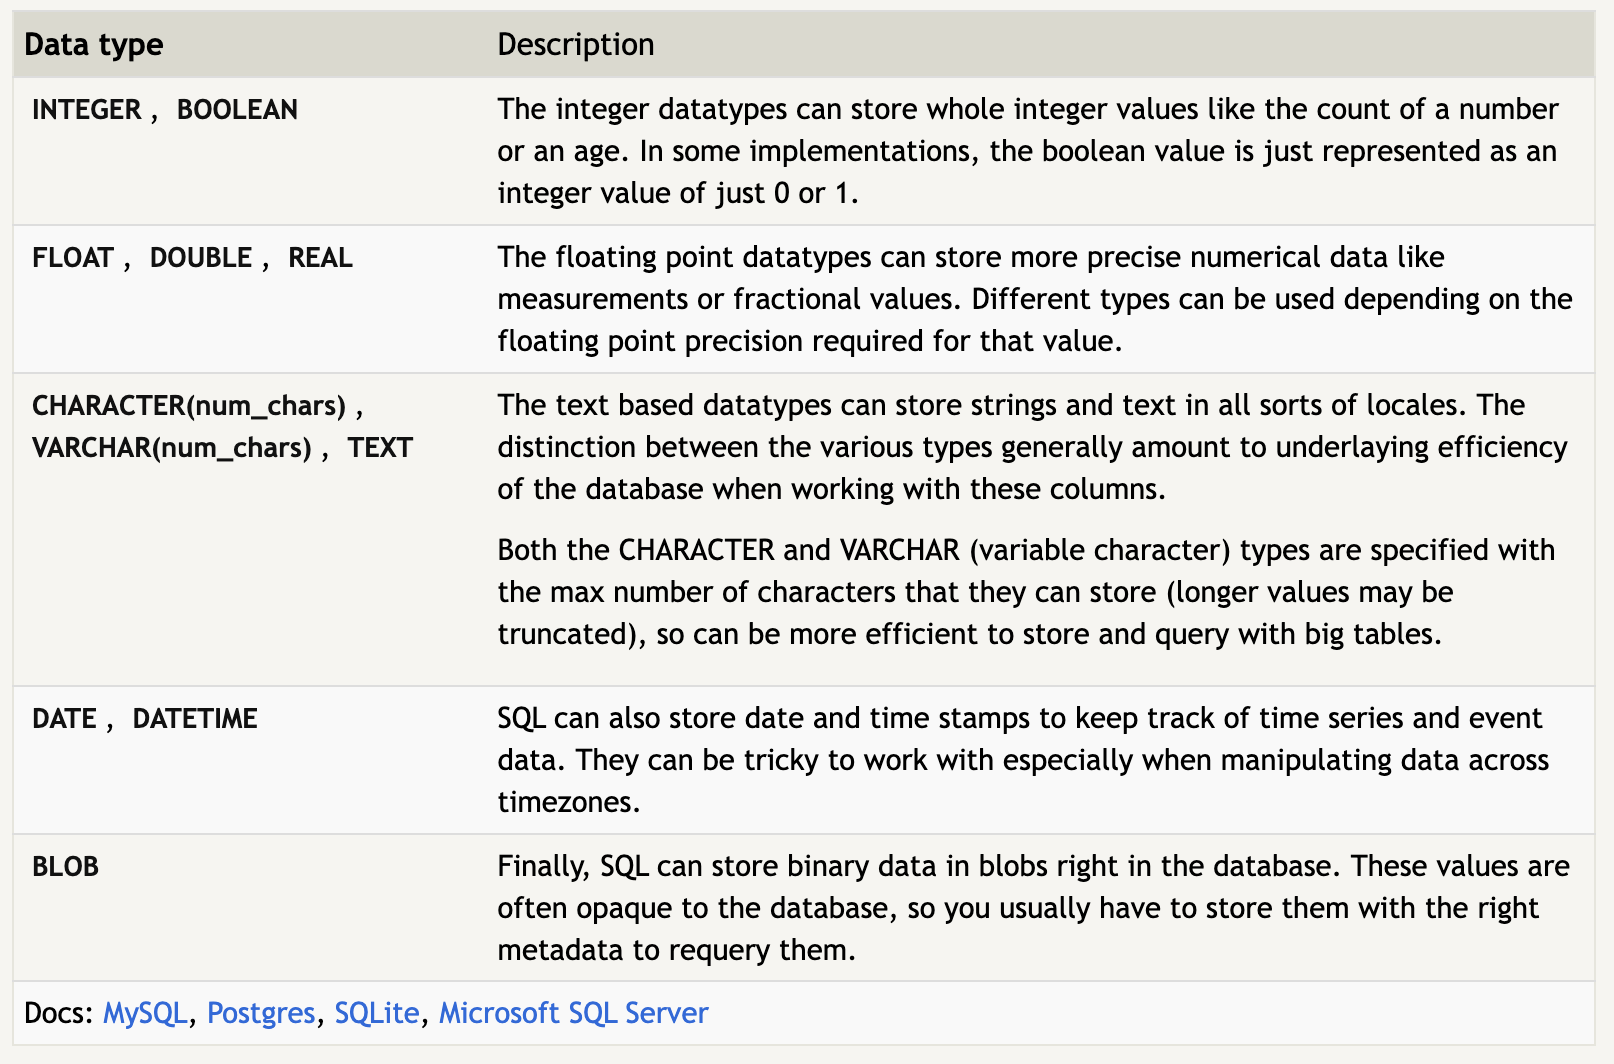 Data type Description
INTEGER , BOOLEAN The integer datatypes can store whole integer values like the count of a number
or an age. In some implementations, the boolean value is just represented as an
integer value of just 0 or 1.
FLOAT , DOUBLE , REAL The floating point datatypes can store more precise numerical data like
measurements or fractional values. Different types can be used depending on the
floating point precision required for that value.
CHARACTER(num_chars) , The text based datatypes can store strings and text in all sorts of locales. The
VARCHAR(num_chars) , TEXT distinction between the various types generally amount to underlaying efficiency
of the database when working with these columns.
Both the CHARACTER and VARCHAR (variable character) types are specified with
the max number of characters that they can store (longer values may be
truncated), so can be more efficient to store and query with big tables.
DATE , DATETIME SQL can also store date and time stamps to keep track of time series and event
data. They can be tricky to work with especially when manipulating data across
timezones.
BLOB Finally, SQL can store binary data in blobs right in the database. These values are
often opaque to the database, so you usually have to store them with the right
metadata to requery them.
Docs: MySQL, Postgres, SQLite, Microsoft SQL Server